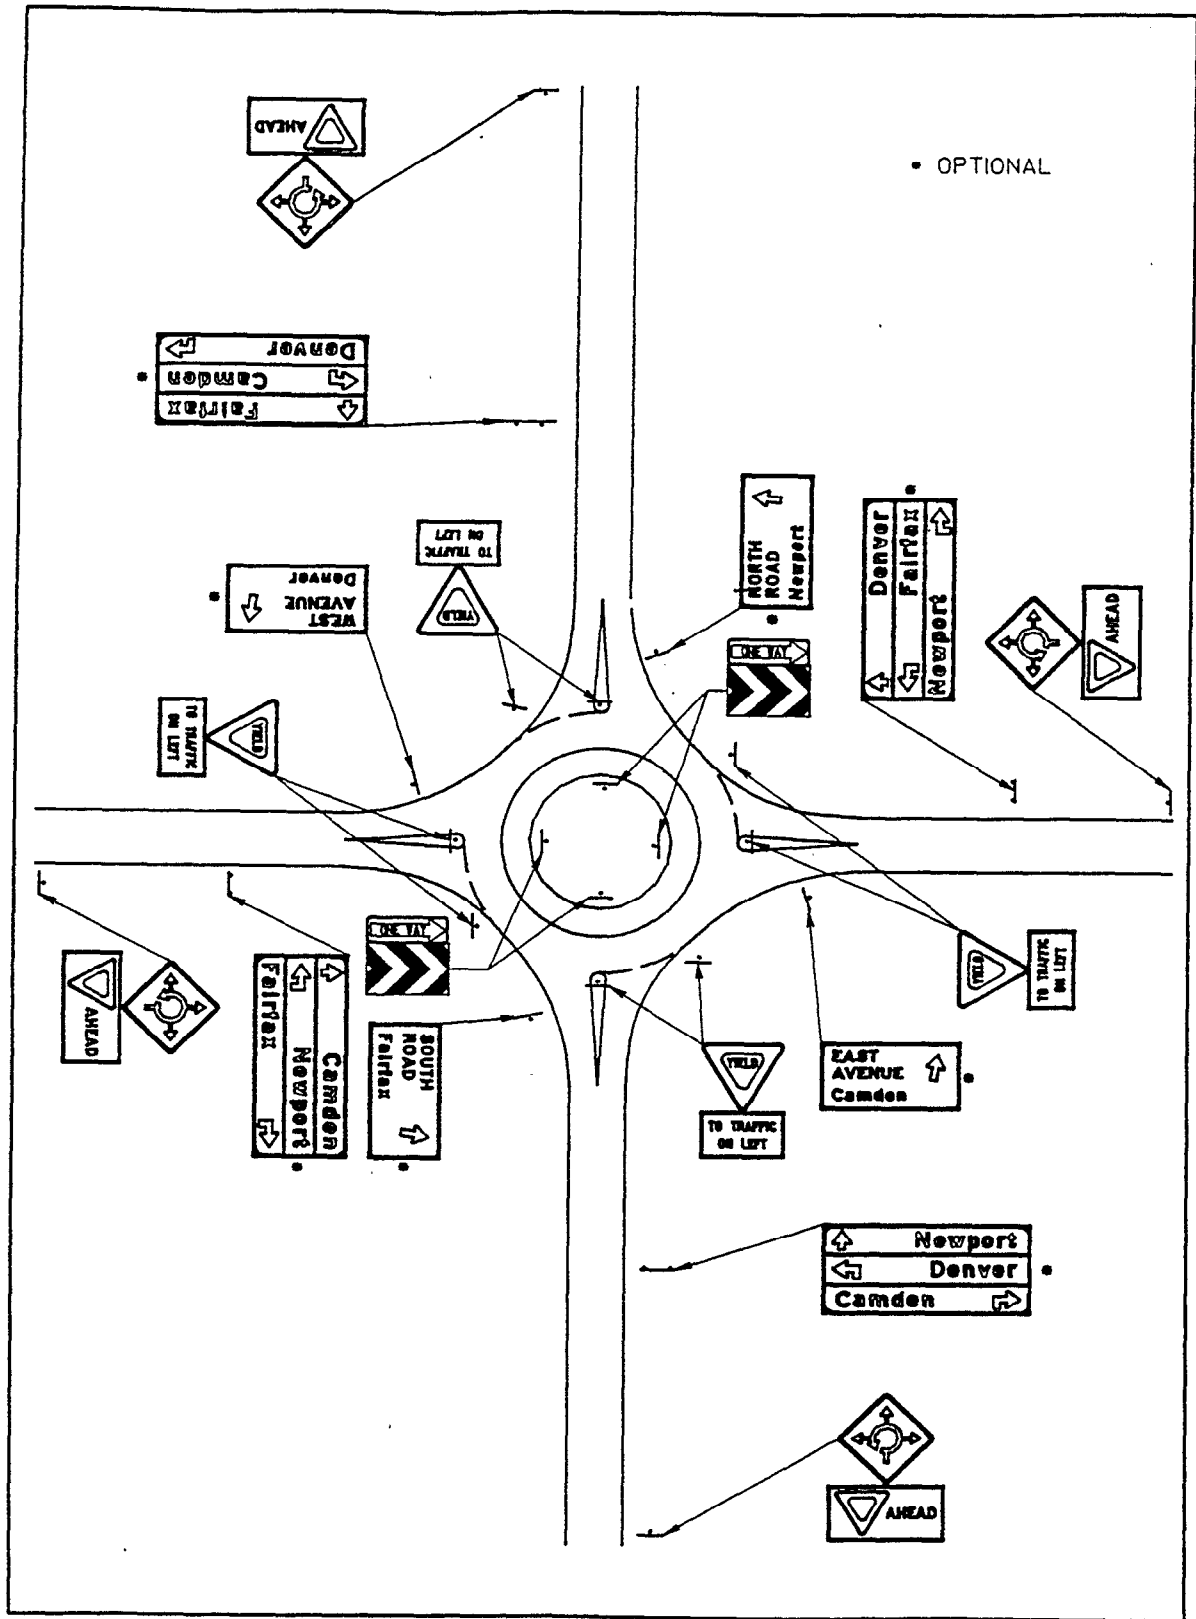 AHEAD
• OPTIONAL
Denver
Camden
Fairfax
TO TRAFFIC
ON LEFT
YIELD
NORTH
ROAD
Newport
Denver
Fairfax
Newport
AHEAD
WEST
AVENUE
Denver
ONE WAY
TO TRAFFIC
ON LEFT
YIELD
ONE WAY
AHEAD
Fairfax
Newport
Camden
SOUTH
ROAD
Fairfax
YIELD
TO TRAFFIC
ON LEFT
YIELD
TO TRAFFIC
ON LEFT
EAST
AVENUE
Camden
Newport
Denver
Camden
AHEAD